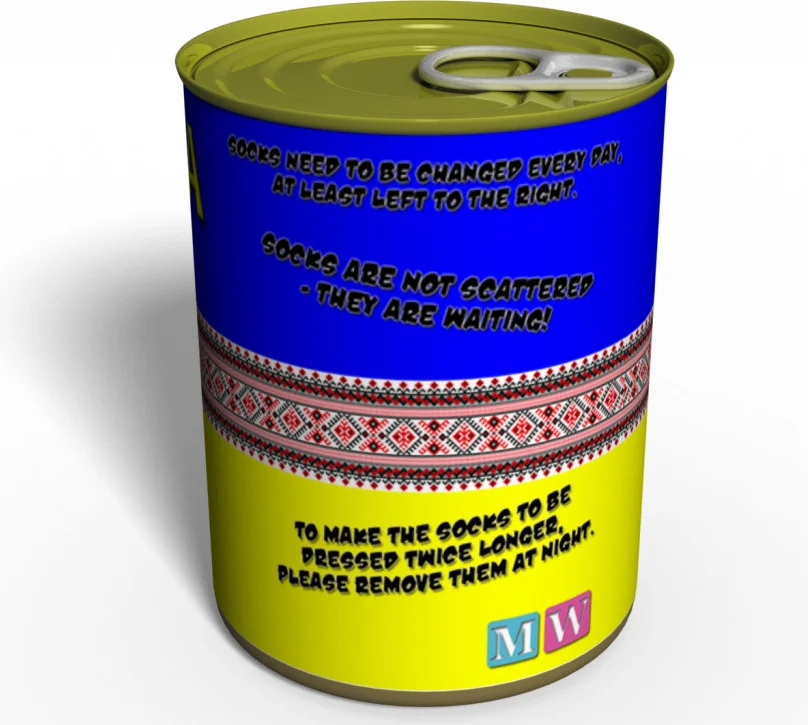 A
SOCKS NEED TO BE CHANGED EVERY DAY,
AT LEAST LEFT TO THE RIGHT.
SOCKS ARE NOT SCATTERED
- THEY ARE WAITING!
TO MAKE THE SOCKS TO BE
DRESSED TWICE LONGER,
PLEASE REMOVE THEM AT NIGHT.
MW